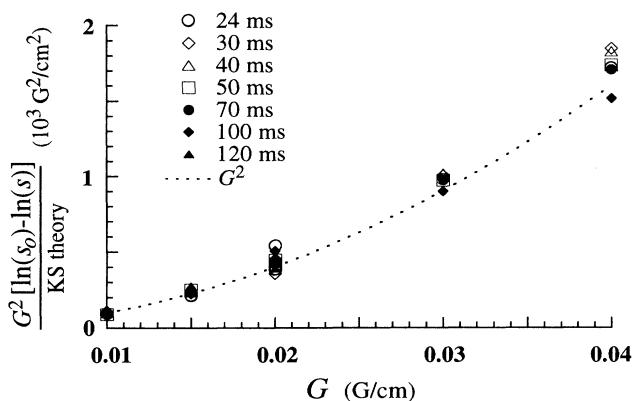 24 ms
30 ms
40 ms
50 ms
70 ms
100 ms
120 ms
G²
G² [ln(sₒ)-ln(s)]
KS theory
(10³ G²/cm²)
2
1
0
0.01 0.02 0.03 0.04
G (G/cm)